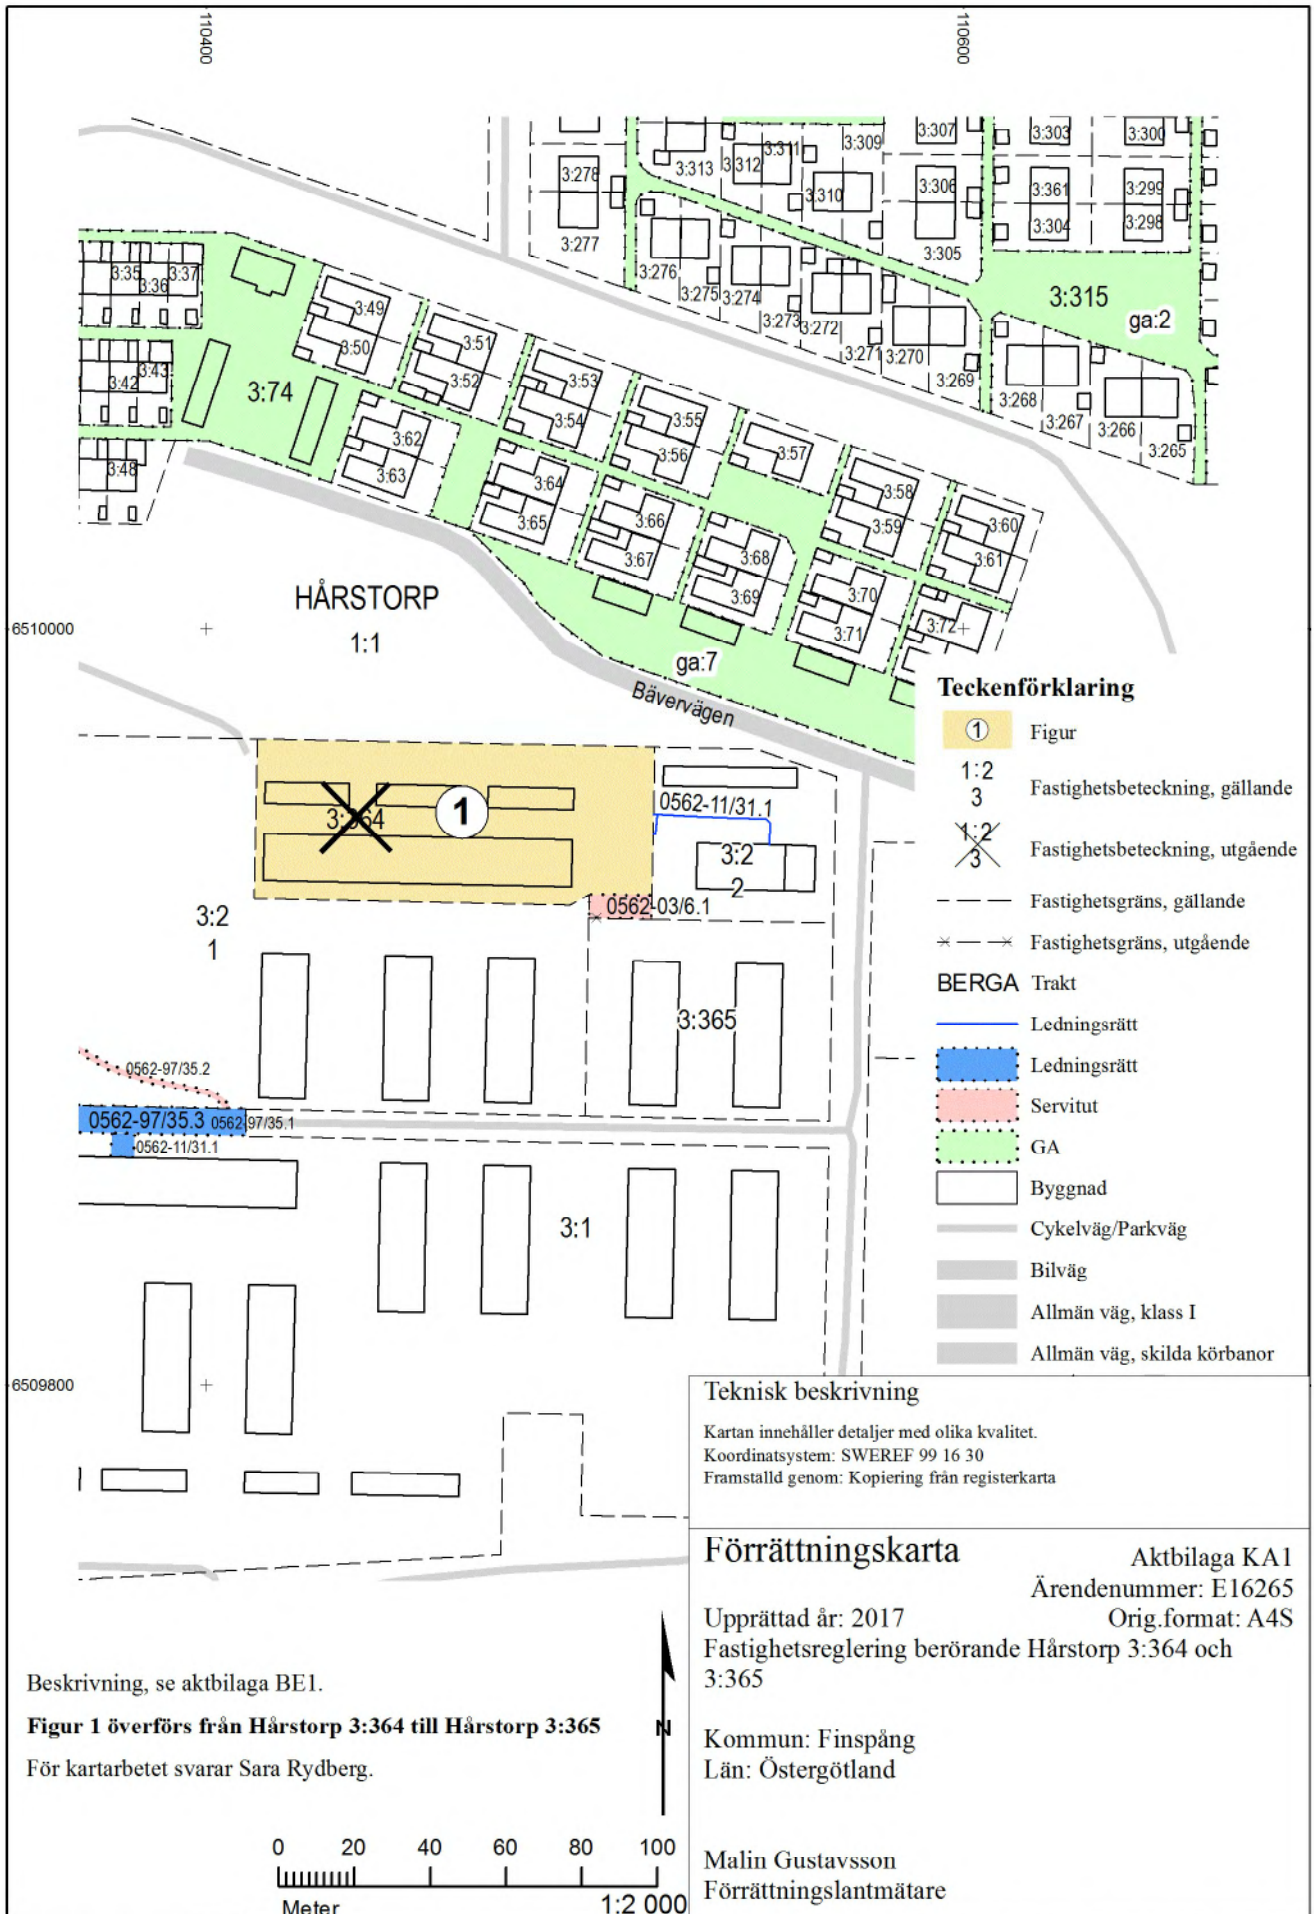 110400
110600
3:307
3:303
3:300
3:309
3:311
3:312
3:313
3:278
3:310
3:306
3:361
3:299
3:304
3:298
3:277
3:305
3:276
3:275
3:274
3:273
3:272
3:271
3:270
3:269
3:315
ga:2
3:268
3:267
3:266
3:265
3:35
3:36
3:37
3:42
3:43
3:48
3:74
3:49
3:50
3:51
3:52
3:53
3:54
3:55
3:56
3:57
3:58
3:59
3:60
3:61
3:62
3:63
3:64
3:65
3:66
3:67
3:68
3:69
3:70
3:71
3:72
HÅRSTORP
1:1
6510000
ga:7
Bävervägen
3:364
1
0562-11/31.1
3:2
2
0562-03/6.1
3:2
1
3:365
0562-97/35.2
0562-97/35.3
0562-97/35.1
0562-11/31.1
3:1
6509800
Teckenförklaring
1 Figur
1:2
3 Fastighetsbeteckning, gällande
1:2
3 Fastighetsbeteckning, utgående
Fastighetsgräns, gällande
Fastighetsgräns, utgående
BERGA Trakt
Ledningsrätt
Ledningsrätt
Servitut
GA
Byggnad
Cykelväg/Parkväg
Bilväg
Allmän väg, klass I
Allmän väg, skilda körbanor
Teknisk beskrivning
Kartan innehåller detaljer med olika kvalitet.
Koordinatsystem: SWEREF 99 16 30
Framställd genom: Kopiering från registerkarta
Förrättningskarta
Aktbilaga KA1
Ärendenummer: E16265
Upprättad år: 2017
Orig.format: A4S
Fastighetsreglering berörande Hårstorp 3:364 och
3:365
Kommun: Finspång
Län: Östergötland
Malin Gustavsson
Förrättningslantmätare
Beskrivning, se aktbilaga BE1.
Figur 1 överförs från Hårstorp 3:364 till Hårstorp 3:365
För kartarbetet svarar Sara Rydberg.
N
0 20 40 60 80 100
Meter 1:2 000